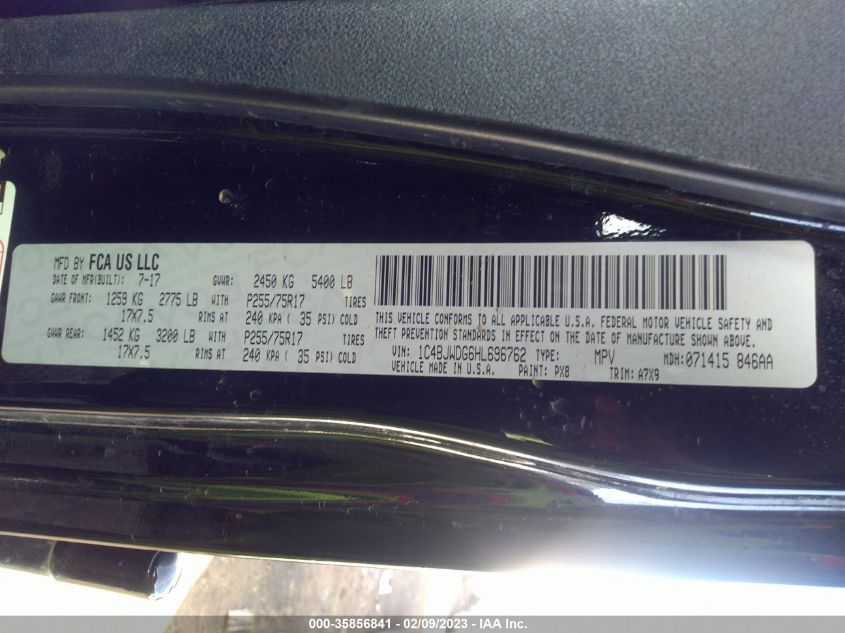 MFD BY FCA US LLC
DATE OF MFR(BUILT): 7-17 GVWR: 2450 KG 5400 LB
GAWR FRONT: 1259 KG 2775 LB WITH P255/75R17 TIRES
17X7.5 RIMS AT 240 KPA ( 35 PSI) COLD
GAWR REAR: 1452 KG 3200 LB WITH P255/75R17 TIRES
17X7.5 RIMS AT 240 KPA ( 35 PSI) COLD
THIS VEHICLE CONFORMS TO ALL APPLICABLE U.S.A. FEDERAL MOTOR VEHICLE SAFETY AND
THEFT PREVENTION STANDARDS IN EFFECT ON THE DATE OF MANUFACTURE SHOWN ABOVE.
VIN: 1C4BJWDG6HL696762 TYPE: MPV MDH: 071415 846AA
VEHICLE MADE IN U.S.A. PAINT: PX8 TRIM: A7X9
000-35856841 - 02/09/2023 - IAA Inc.